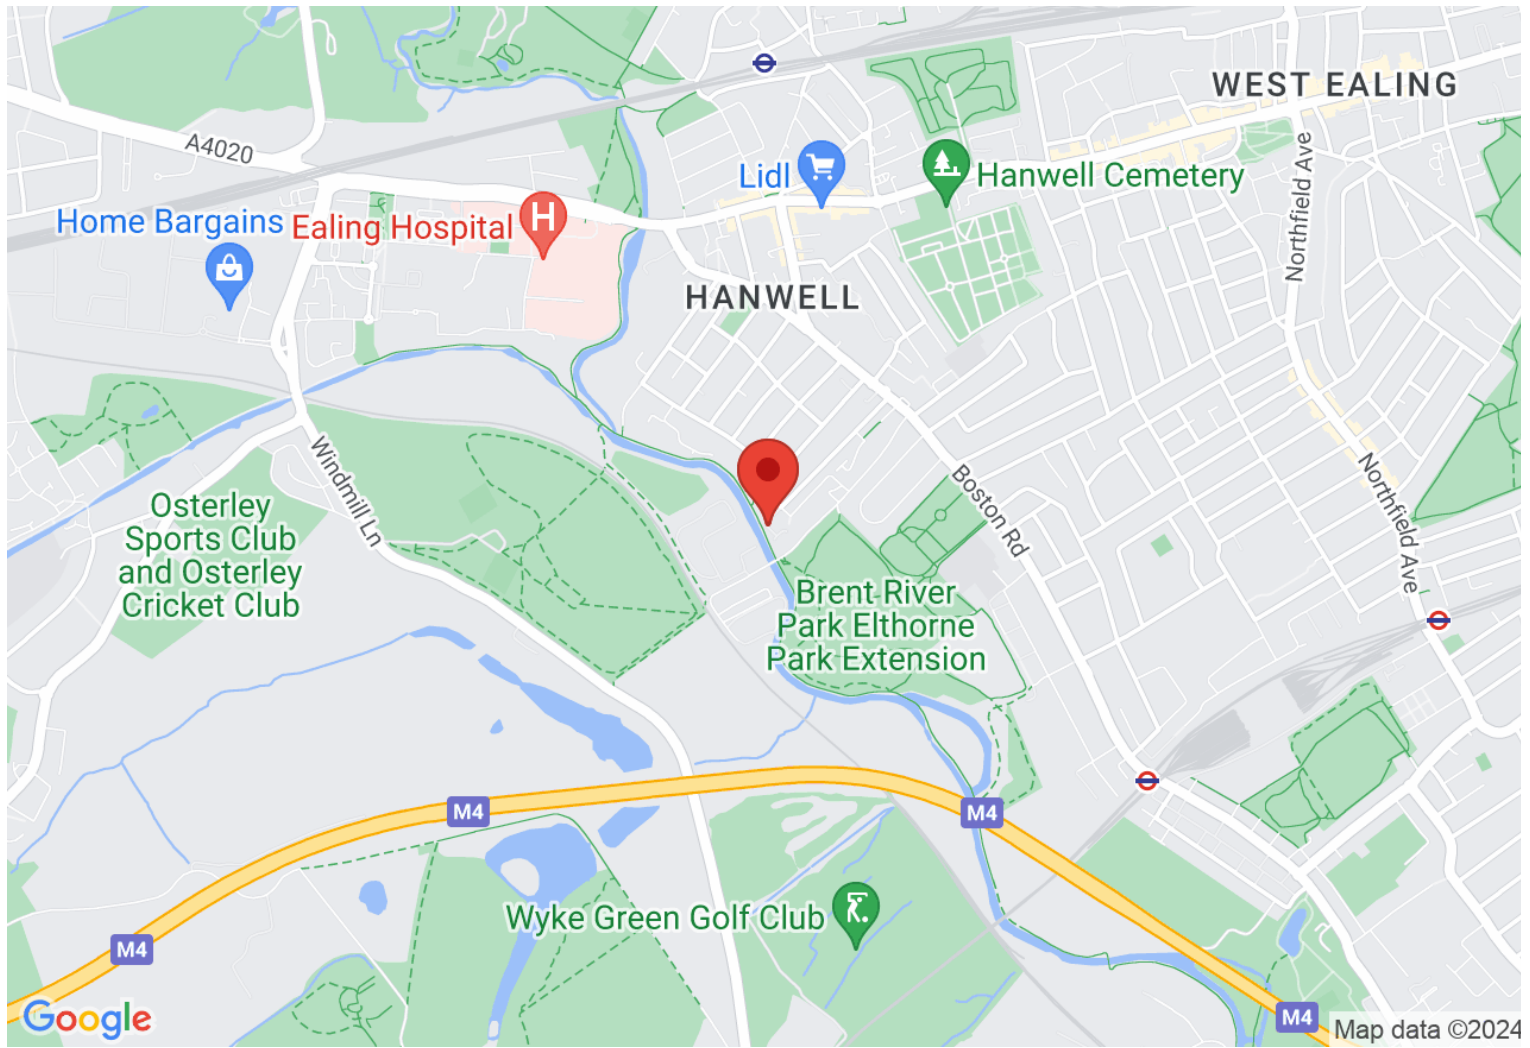 WEST EALING
A4020
Northfield Ave
Lidl
Hanwell Cemetery
Home Bargains
Ealing Hospital
H
HANWELL
Windmill Ln
Boston Rd
Northfield Ave
Osterley
Sports Club
and Osterley
Cricket Club
Brent River
Park Elthorne
Park Extension
M4
M4
Wyke Green Golf Club
M4
M4
Google
Map data ©2024